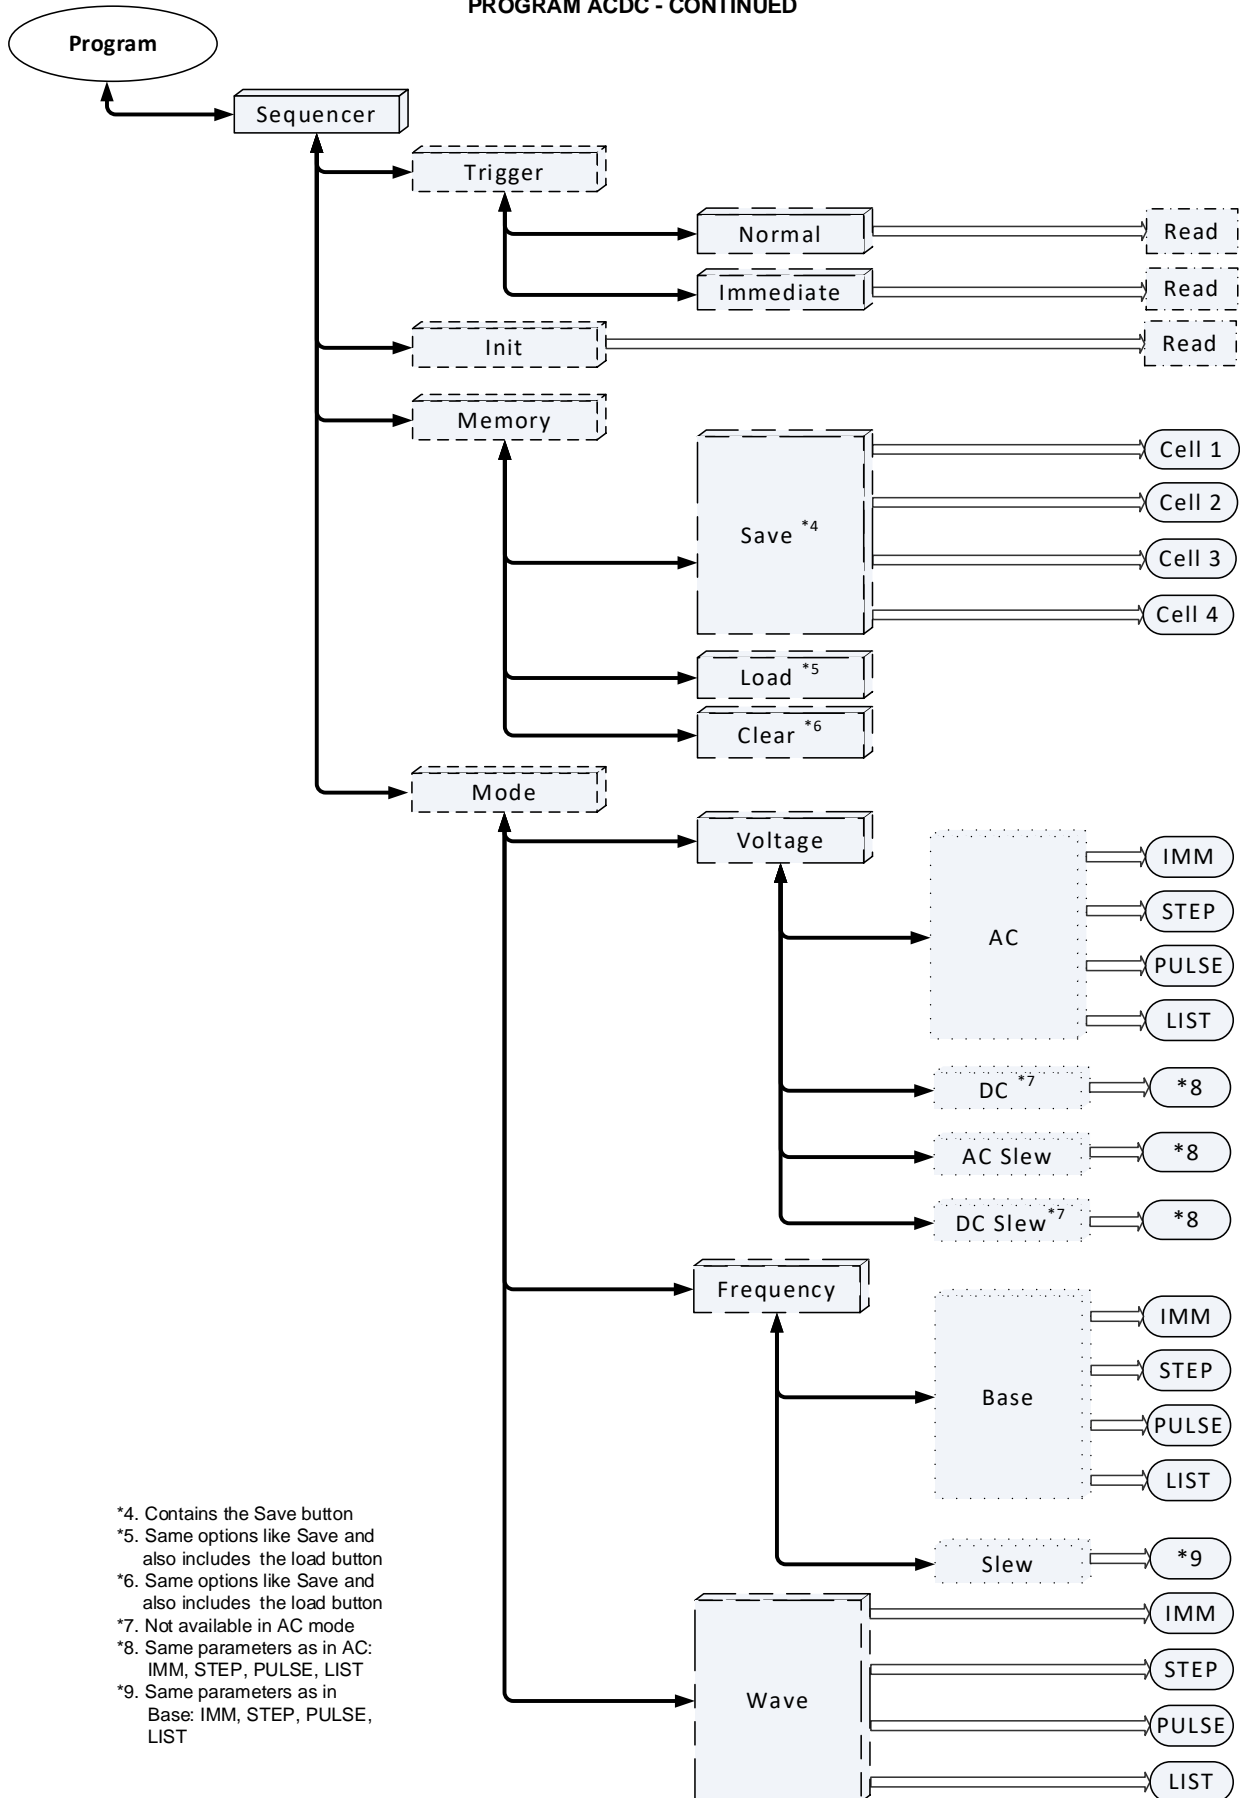 PROGRAM ACDC - CONTINUED
Program
Sequencer
Trigger
Normal
Read
Immediate
Read
Init
Read
Memory
Save *4
Cell 1
Cell 2
Cell 3
Cell 4
Load *5
Clear *6
Mode
Voltage
AC
IMM
STEP
PULSE
LIST
DC *7
*8
AC Slew
*8
DC Slew *7
*8
Frequency
Base
IMM
STEP
PULSE
LIST
Slew
*9
Wave
IMM
STEP
PULSE
LIST
*4. Contains the Save button
*5. Same options like Save and
also includes the load button
*6. Same options like Save and
also includes the load button
*7. Not available in AC mode
*8. Same parameters as in AC:
IMM, STEP, PULSE, LIST
*9. Same parameters as in
Base: IMM, STEP, PULSE,
LIST